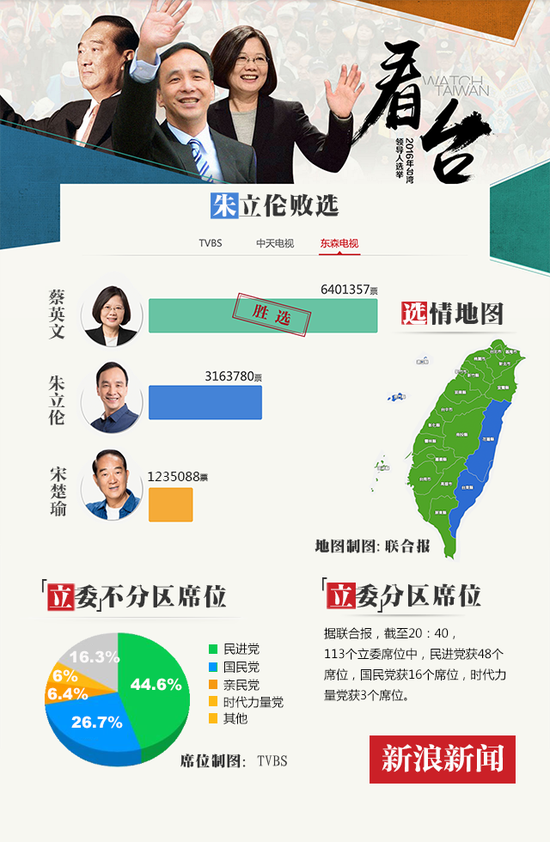 看台
WATCH
TAIWAN
2016年台湾
领导人选举
朱立伦败选
TVBS 中天电视 东森电视
蔡英文
6401357票
胜选
朱立伦
3163780票
宋楚瑜
1235088票
选情地图
地图制图: 联合报
「立委」不分区席位
44.6%
26.7%
6.4%
6%
16.3%
民进党
国民党
亲民党
时代力量党
其他
席位制图: TVBS
「立委」分区席位
据联合报，截至20：40，
113个立委席位中，民进党获48个
席位，国民党获16个席位，时代力
量党获3个席位。
新浪新闻